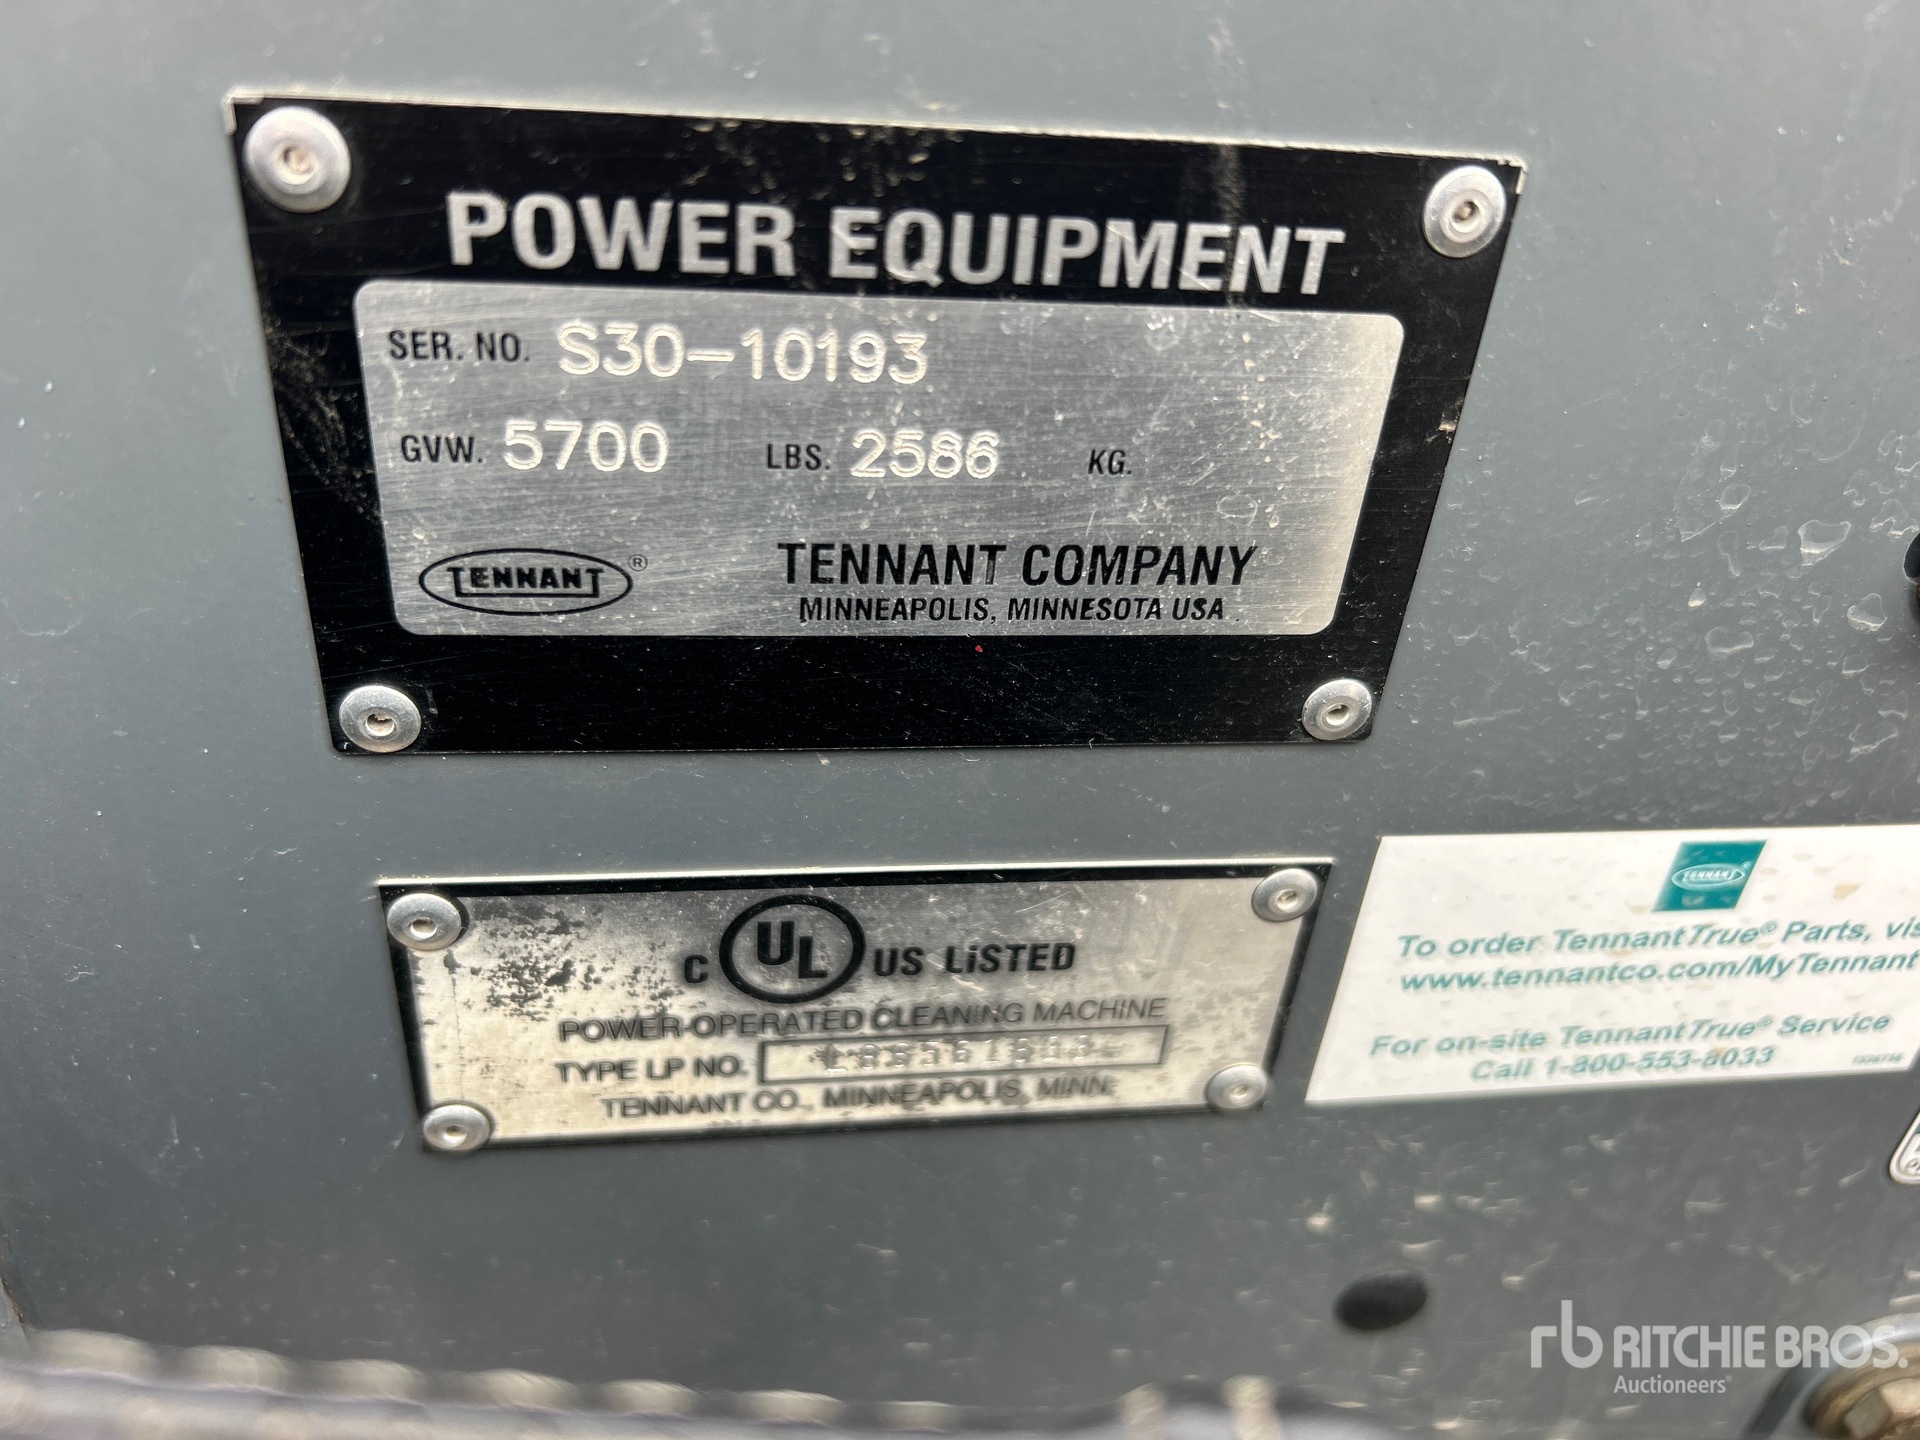 POWER EQUIPMENT
SER. NO. S30-10193
GVW. 5700 LBS. 2586 KG.
TENNANT ® TENNANT COMPANY
MINNEAPOLIS, MINNESOTA USA
C UL US LiSTED
POWER-OPERATED CLEANING MACHINE
TYPE LP NO.
TENNANT CO., MINNEAPOLIS, MINN.
TENNANT
To order TennantTrue® Parts,
www.tennantco.com/MyTennant
For on-site TennantTrue® Service
Call 1-800-553-8033
rb RITCHIE BROS.
Auctioneers